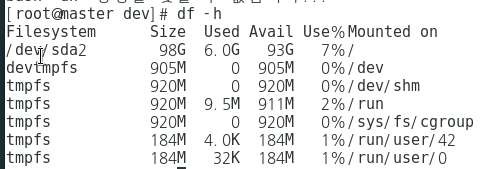 [root@master dev]# df -h
Filesystem Size Used Avail Use% Mounted on
/dev/sda2 98G 6.0G 93G 7% /
devtmpfs 905M 0 905M 0% /dev
tmpfs 920M 0 920M 0% /dev/shm
tmpfs 920M 9.5M 911M 2% /run
tmpfs 920M 0 920M 0% /sys/fs/cgroup
tmpfs 184M 4.0K 184M 1% /run/user/42
tmpfs 184M 32K 184M 1% /run/user/0